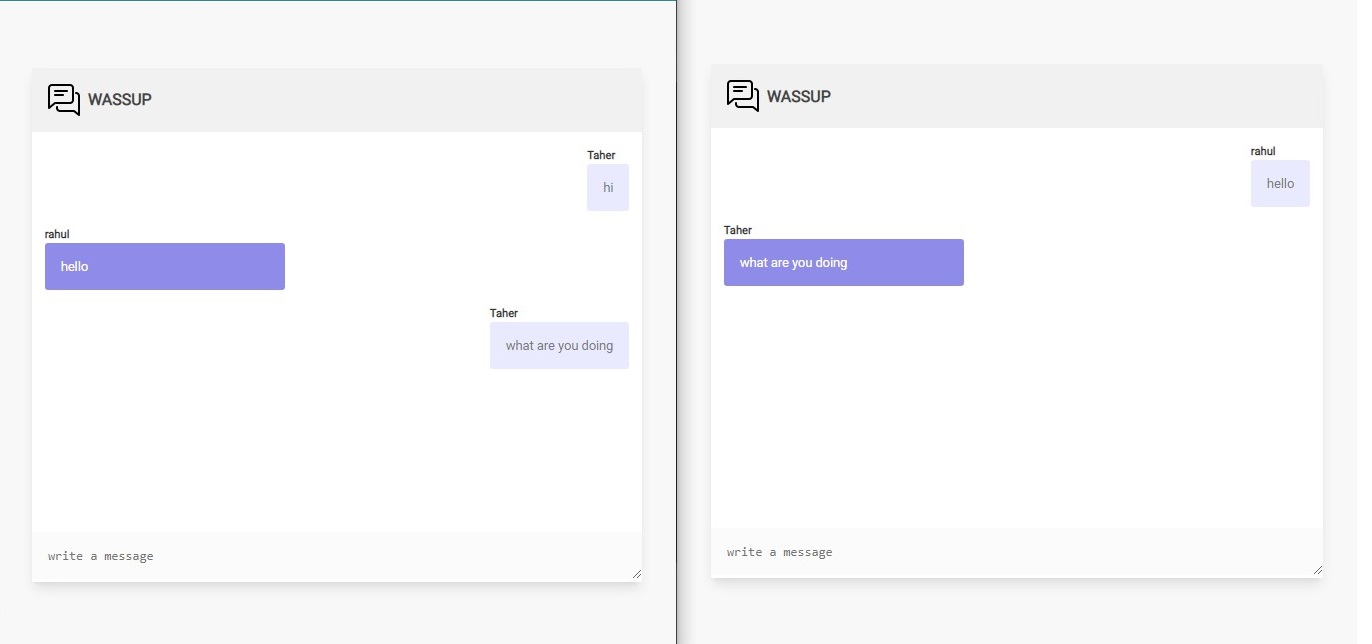 WASSUP
Taher
hi
rahul
hello
Taher
what are you doing
write a message
WASSUP
rahul
hello
Taher
what are you doing
write a message